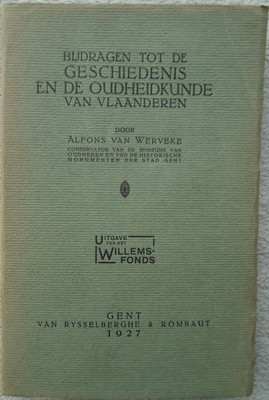 BIJDRAGEN TOT DE
GESCHIEDENIS
EN DE OUDHEIDKUNDE
VAN VLAANDEREN
DOOR
ALFONS VAN WERVEKE
CONSERVATOR VAN DE MUSEUMS VAN
OUDHEDEN EN VAN DE HISTORISCHE
MONUMENTEN DER STAD GENT
UITGAVE
VAN HET
WILLEMS-
FONDS
GENT
VAN RYSSELBERGHE & ROMBAUT
1927